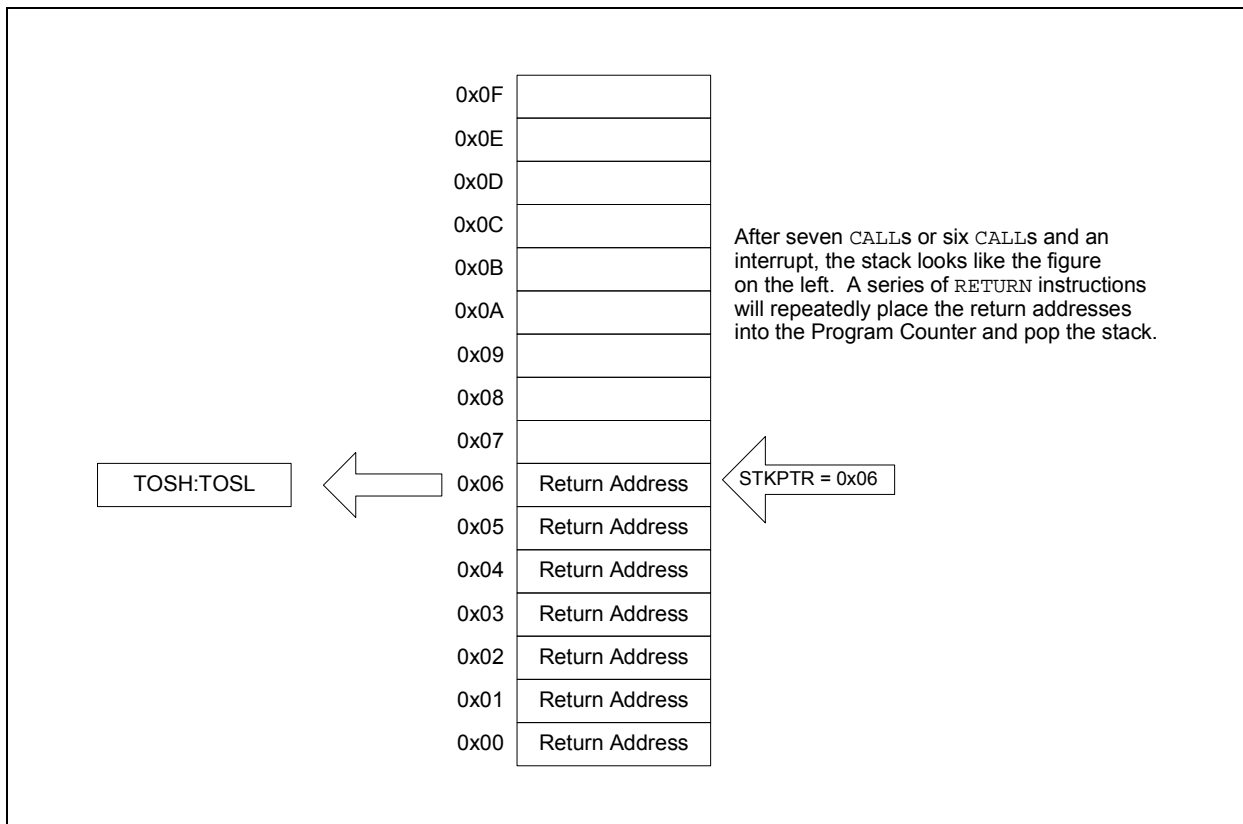 0x0F
0x0E
0x0D
0x0C
0x0B
0x0A
0x09
0x08
0x07
0x06 Return Address
0x05 Return Address
0x04 Return Address
0x03 Return Address
0x02 Return Address
0x01 Return Address
0x00 Return Address
TOSH:TOSL
STKPTR = 0x06
After seven CALLs or six CALLs and an
interrupt, the stack looks like the figure
on the left. A series of RETURN instructions
will repeatedly place the return addresses
into the Program Counter and pop the stack.